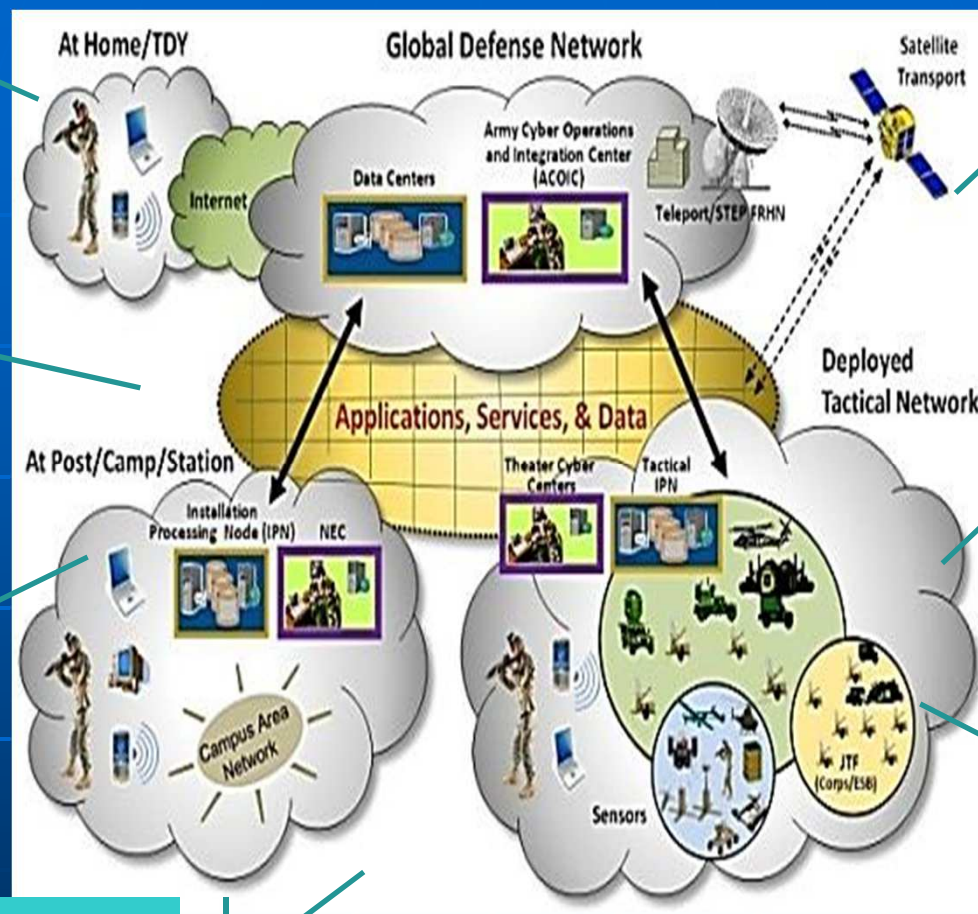 At Home/TDY
Global Defense Network
Satellite
Transport
Internet
Data Centers
Army Cyber Operations
and Integration Center
(ACOIC)
Teleport/STEP FRHN
Applications, Services, & Data
Deployed
Tactical Network
At Post/Camp/Station
Installation
Processing Node (IPN)
NEC
Campus Area
Network
Theater Cyber
Centers
Tactical
IPN
Sensors
JTF
(Corps/ESB)